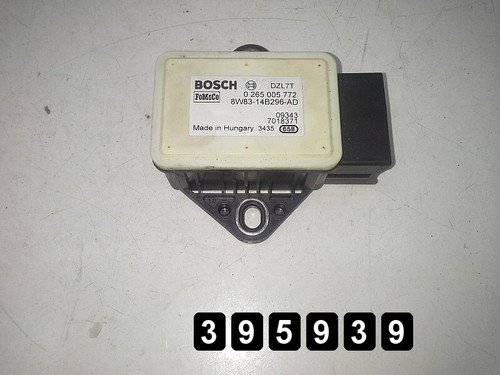 BOSCH DZL7T
FoMoCo 0 265 005 772
8W83-14B296-AD
09343
7018371
Made in Hungary 3435 658
395939